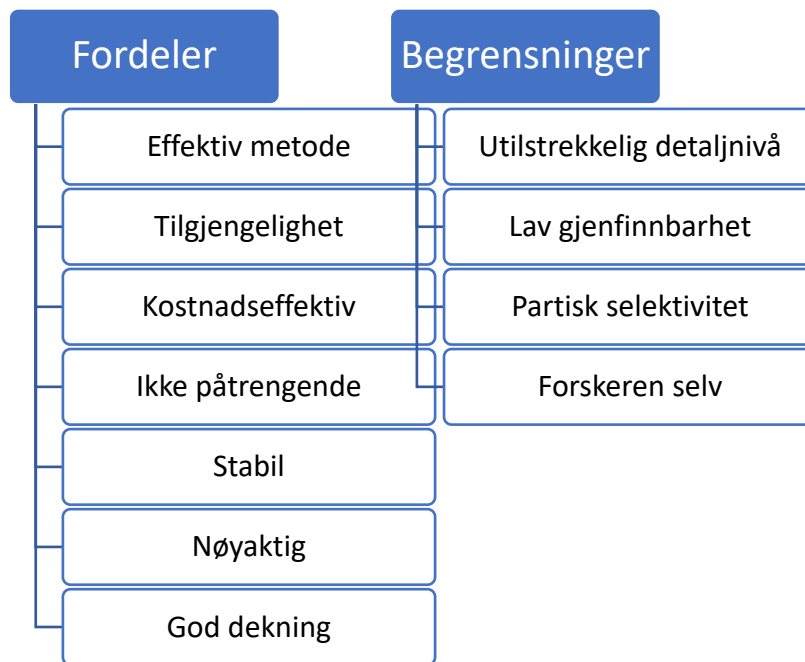 Fordeler
Effektiv metode
Tilgjengelighet
Kostnadseffektiv
Ikke påtrengende
Stabil
Nøyaktig
God dekning
Begrensninger
Utilstrekkelig detaljnivå
Lav gjenfinnbarhet
Partisk selektivitet
Forskeren selv